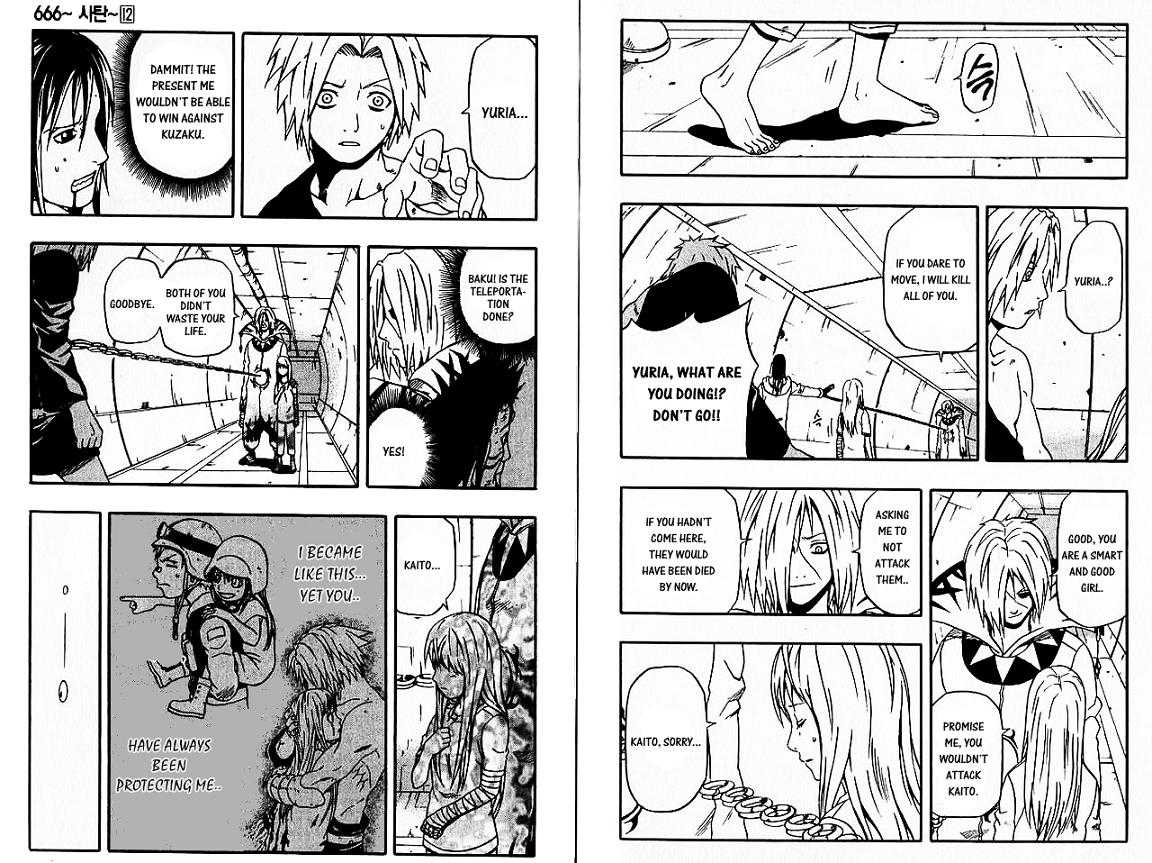 666~ 사탄~12
YURIA..?
IF YOU DARE TO
MOVE, I WILL KILL
ALL OF YOU.
YURIA, WHAT ARE
YOU DOING!?
DON'T GO!!
GOOD, YOU
ARE A SMART
AND GOOD
GIRL..
PROMISE
ME, YOU
WOULDN'T
ATTACK
KAITO.
ASKING
ME TO
NOT
ATTACK
THEM..
IF YOU HADN'T
COME HERE,
THEY WOULD
HAVE BEEN DIED
BY NOW.
KAITO, SORRY...
YURIA...
DAMMIT! THE
PRESENT ME
WOULDN'T BE ABLE
TO WIN AGAINST
KUZAKU.
BAKU! IS THE
TELEPORTA-
TION
DONE?
YES!
BOTH OF YOU
DIDN'T
WASTE YOUR
LIFE.
GOODBYE.
KAITO...
I BECAME
LIKE THIS...
YET YOU..
HAVE ALWAYS
BEEN
PROTECTING ME..